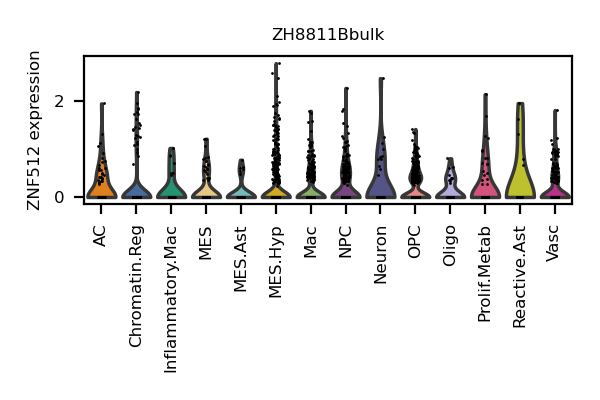 ZH8811Bbulk
ZNF512 expression
2
0
AC
Chromatin.Reg
Inflammatory.Mac
MES
MES.Ast
MES.Hyp
Mac
NPC
Neuron
OPC
Oligo
Prolif.Metab
Reactive.Ast
Vasc